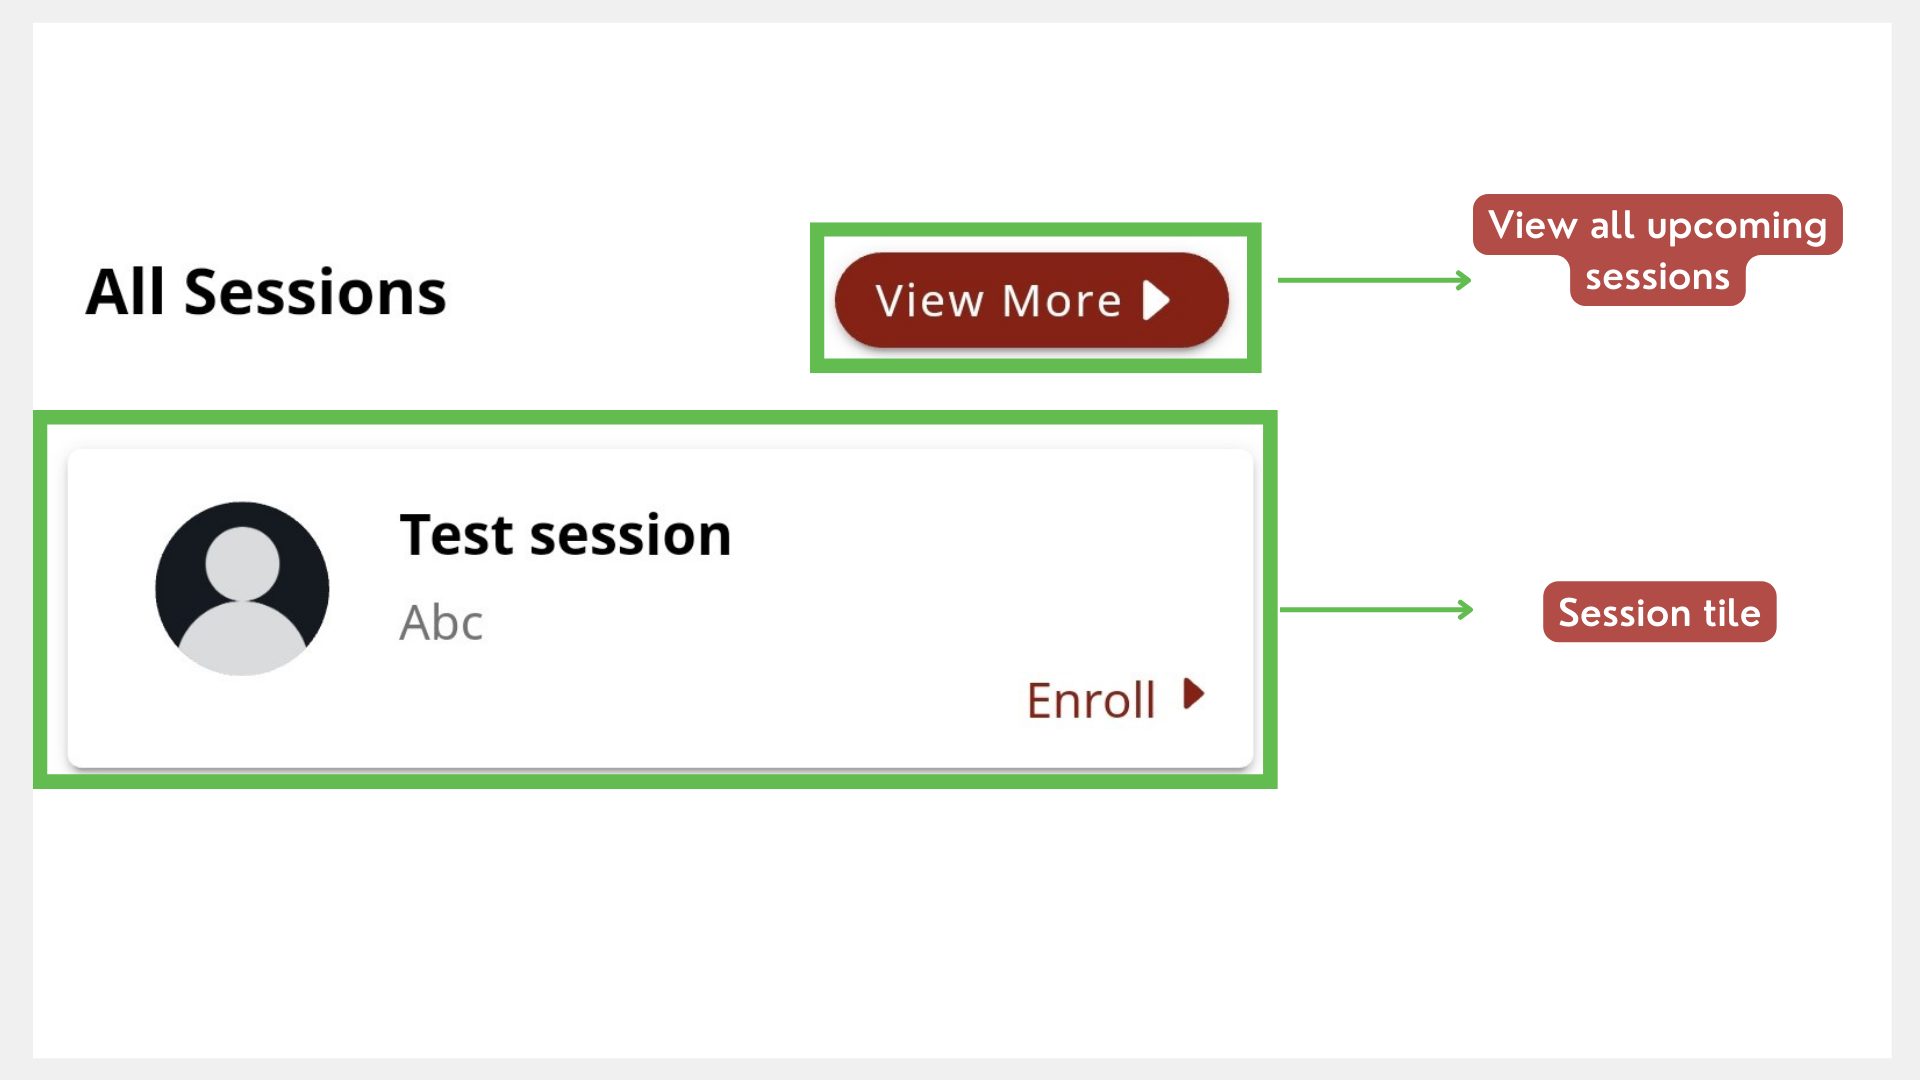 All Sessions
View More
View all upcoming
sessions
Test session
Abc
Enroll
Session tile